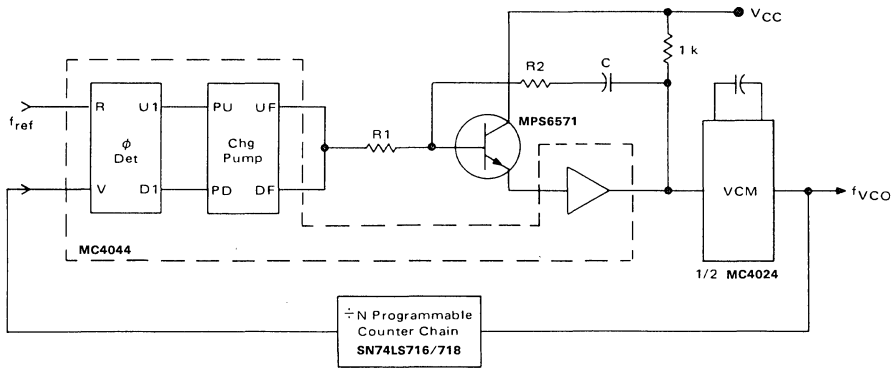 VCC
1 k
R2
C
MPS6571
R U1
PU UF
fref
φ
Det
Chg
Pump
R1
V D1
PD DF
VCM
fVCO
MC4044
1/2 MC4024
÷N Programmable
Counter Chain
SN74LS716/718